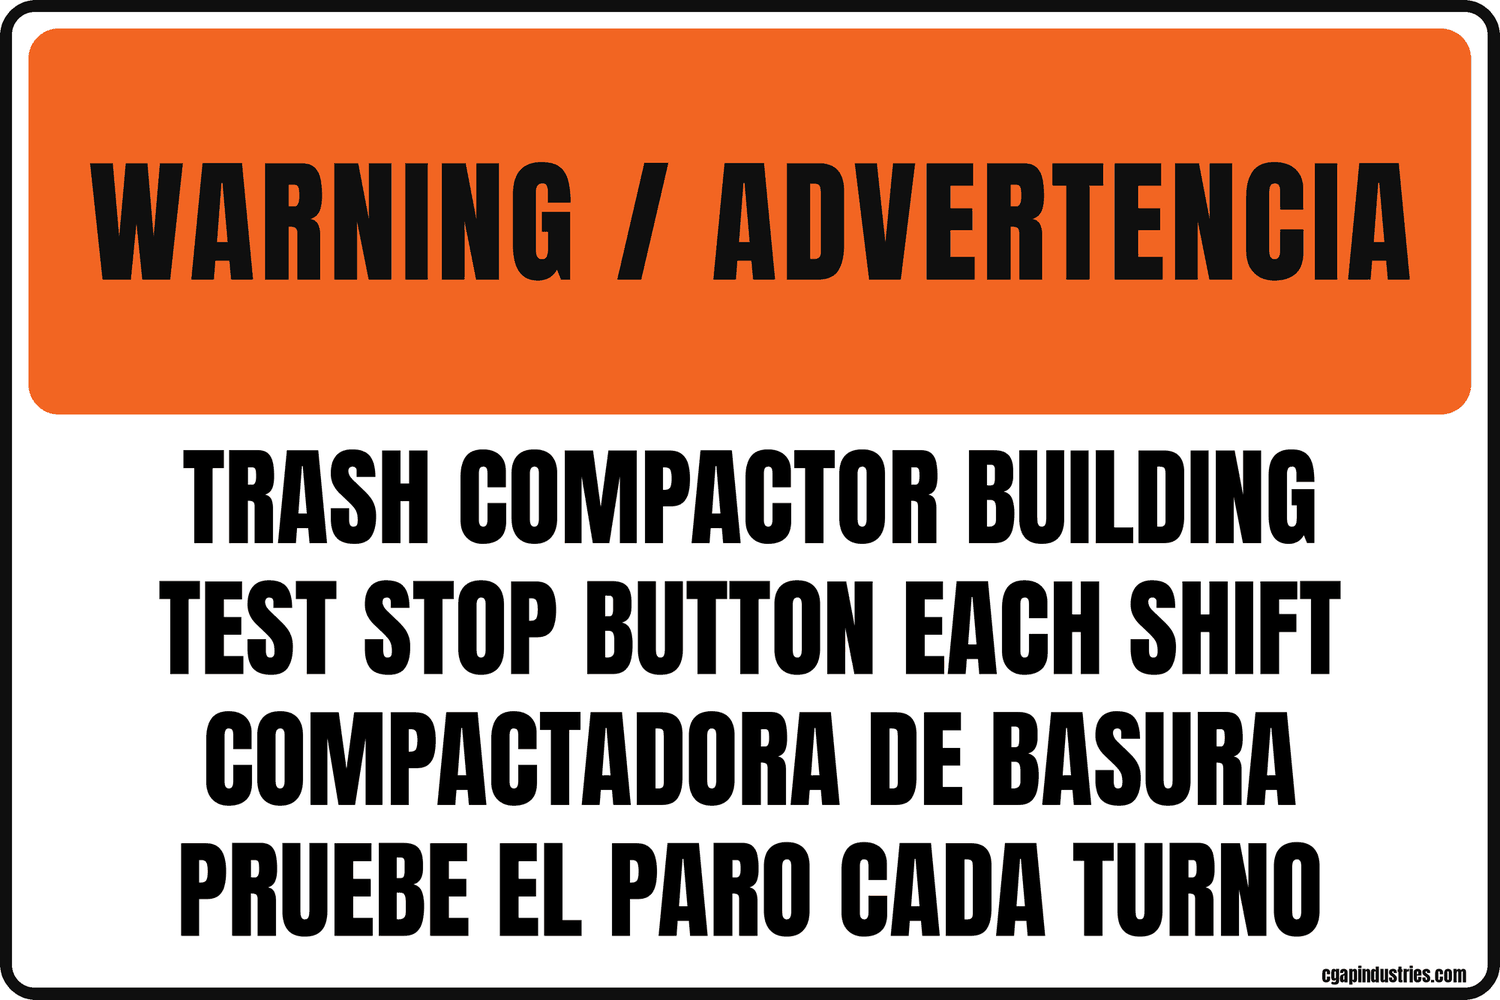 WARNING / ADVERTENCIA
TRASH COMPACTOR BUILDING
TEST STOP BUTTON EACH SHIFT
COMPACTADORA DE BASURA
PRUEBE EL PARO CADA TURNO
cgapindustries.com